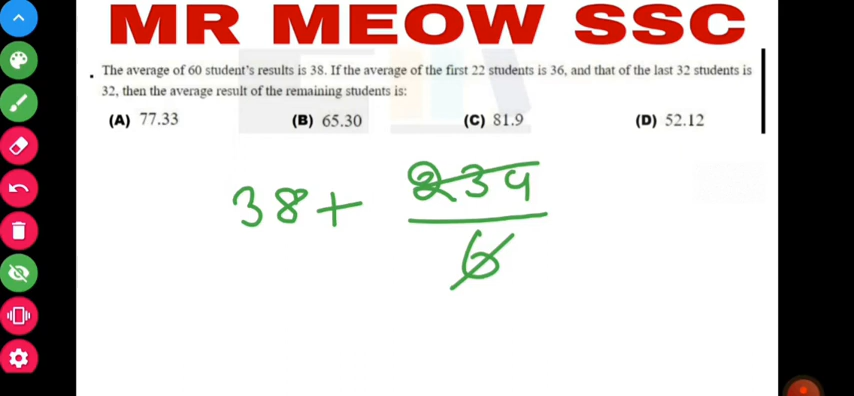 MR MEOW SSC
. The average of 60 student's results is 38. If the average of the first 22 students is 36, and that of the last 32 students is
32, then the average result of the remaining students is:
(A) 77.33 (B) 65.30 (C) 81.9 (D) 52.12
234
38+
6